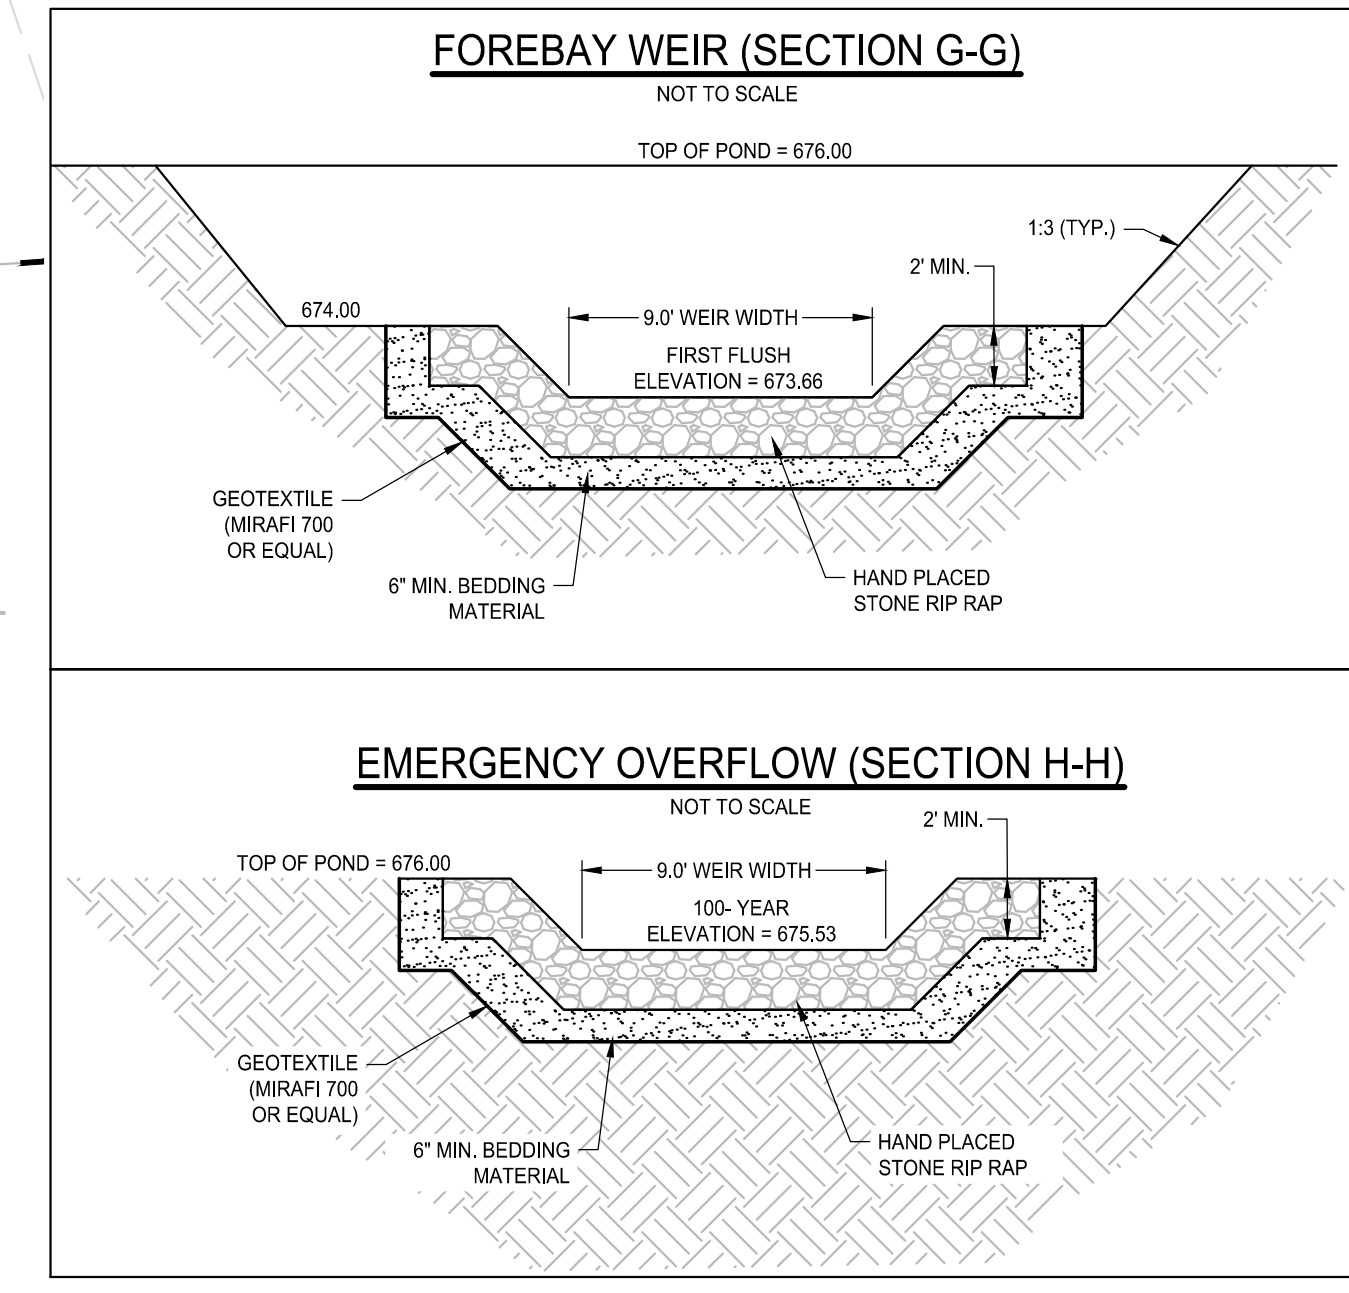 FOREBAY WEIR (SECTION G-G)
NOT TO SCALE
TOP OF POND = 676.00
1:3 (TYP.)
2' MIN.
674.00
9.0' WEIR WIDTH
FIRST FLUSH
ELEVATION = 673.66
GEOTEXTILE
(MIRAFI 700
OR EQUAL)
6" MIN. BEDDING
MATERIAL
HAND PLACED
STONE RIP RAP
EMERGENCY OVERFLOW (SECTION H-H)
NOT TO SCALE
2' MIN.
TOP OF POND = 676.00
9.0' WEIR WIDTH
100- YEAR
ELEVATION = 675.53
GEOTEXTILE
(MIRAFI 700
OR EQUAL)
6" MIN. BEDDING
MATERIAL
HAND PLACED
STONE RIP RAP